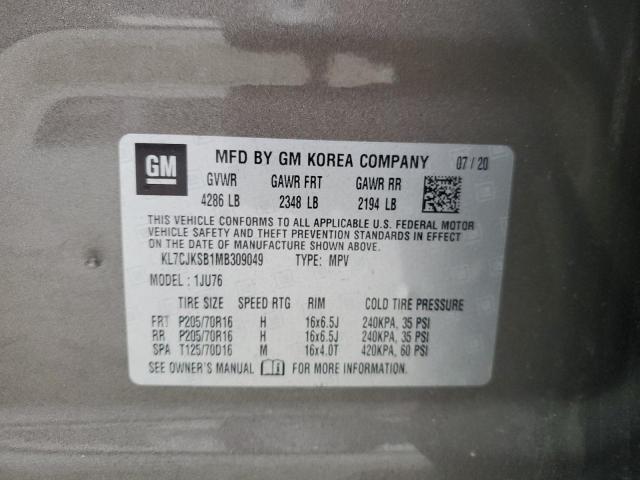 GM MFD BY GM KOREA COMPANY 07/20
GVWR GAWR FRT GAWR RR
4286 LB 2348 LB 2194 LB
THIS VEHICLE CONFORMS TO ALL APPLICABLE U.S. FEDERAL MOTOR
VEHICLE SAFETY AND THEFT PREVENTION STANDARDS IN EFFECT
ON THE DATE OF MANUFACTURE SHOWN ABOVE.
KL7CJKSB1MB309049 TYPE: MPV
MODEL: 1JU76
TIRE SIZE SPEED RTG RIM COLD TIRE PRESSURE
FRT P205/70R16 H 16x6.5J 240KPA, 35 PSI
RR P205/70R16 H 16x6.5J 240KPA, 35 PSI
SPA T125/70D16 M 16x4.0T 420KPA, 60 PSI
SEE OWNER'S MANUAL FOR MORE INFORMATION.